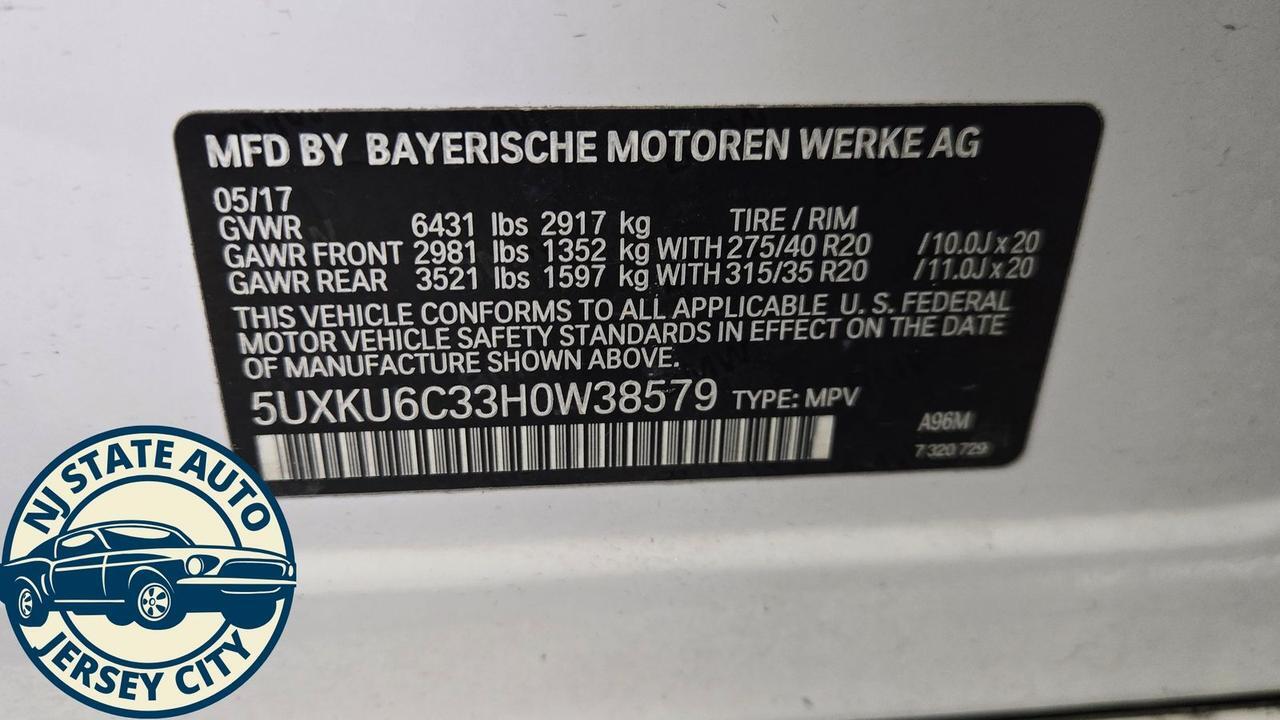 MFD BY BAYERISCHE MOTOREN WERKE AG
05/17
GVWR 6431 lbs 2917 kg TIRE / RIM
GAWR FRONT 2981 lbs 1352 kg WITH 275/40 R20 /10.0J x 20
GAWR REAR 3521 lbs 1597 kg WITH 315/35 R20 /11.0J x 20
THIS VEHICLE CONFORMS TO ALL APPLICABLE U. S. FEDERAL
MOTOR VEHICLE SAFETY STANDARDS IN EFFECT ON THE DATE
OF MANUFACTURE SHOWN ABOVE.
5UXKU6C33H0W38579 TYPE: MPV
A96M
7 320 729
NJ STATE AUTO
JERSEY CITY